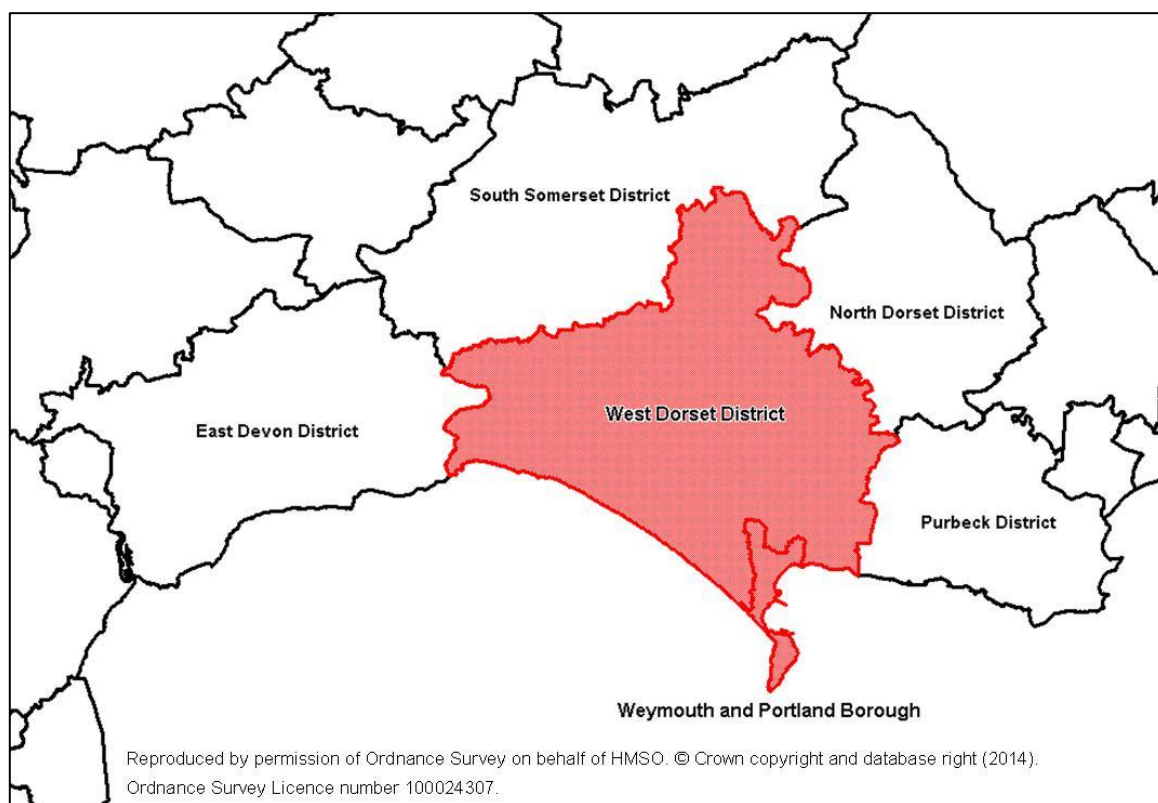 South Somerset District
North Dorset District
West Dorset District
East Devon District
Purbeck District
Weymouth and Portland Borough
Reproduced by permission of Ordnance Survey on behalf of HMSO. © Crown copyright and database right (2014).
Ordnance Survey Licence number 100024307.